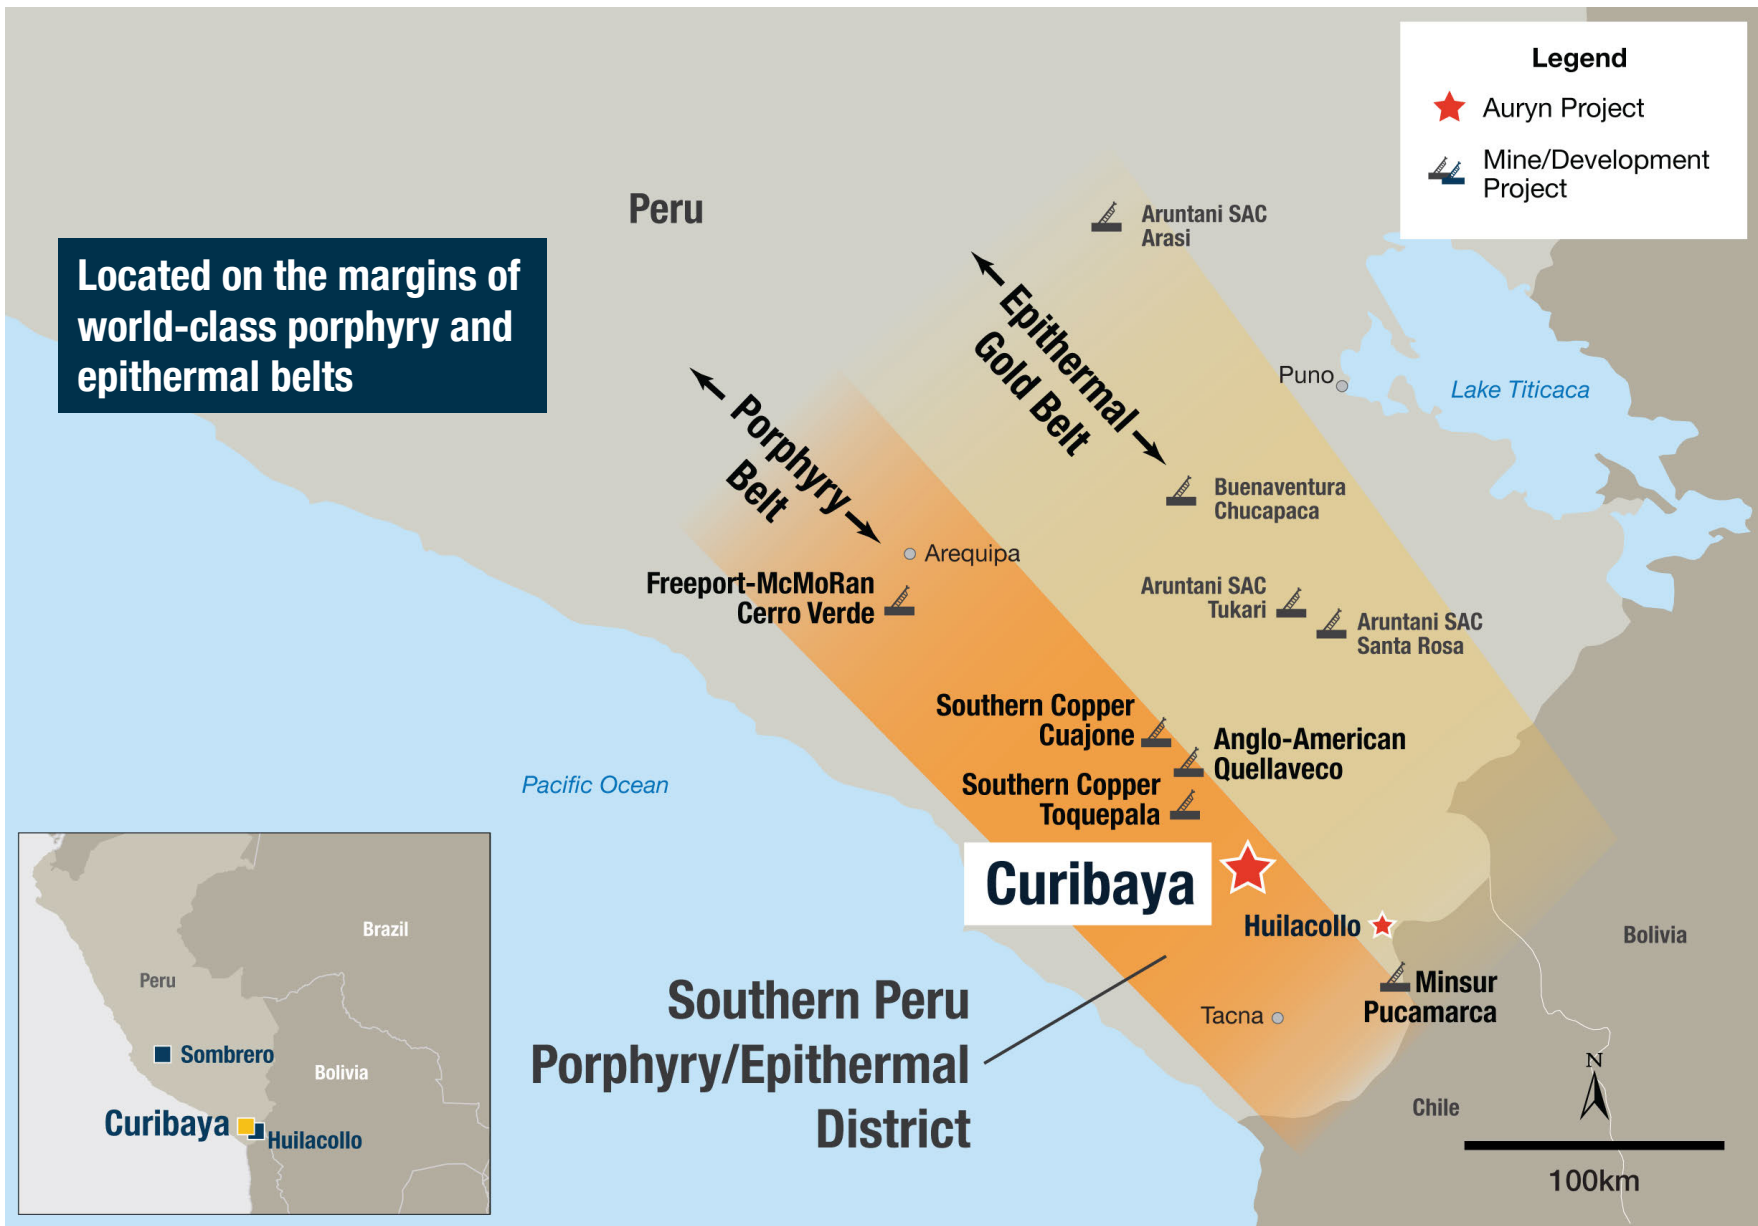 Legend
Auryn Project
Mine/Development
Project
Peru
Aruntani SAC
Arasi
Located on the margins of
world-class porphyry and
epithermal belts
Epithermal
Gold Belt
Porphyry
Belt
Puno
Lake Titicaca
Buenaventura
Chucapaca
Arequipa
Freeport-McMoRan
Cerro Verde
Aruntani SAC
Tukari
Aruntani SAC
Santa Rosa
Southern Copper
Cuajone
Anglo-American
Quellaveco
Southern Copper
Toquepala
Pacific Ocean
Curibaya
Huilacollo
Bolivia
Minsur
Pucamarca
Southern Peru
Porphyry/Epithermal
District
Tacna
Chile
N
100km
Brazil
Peru
Sombrero
Bolivia
Curibaya
Huilacollo